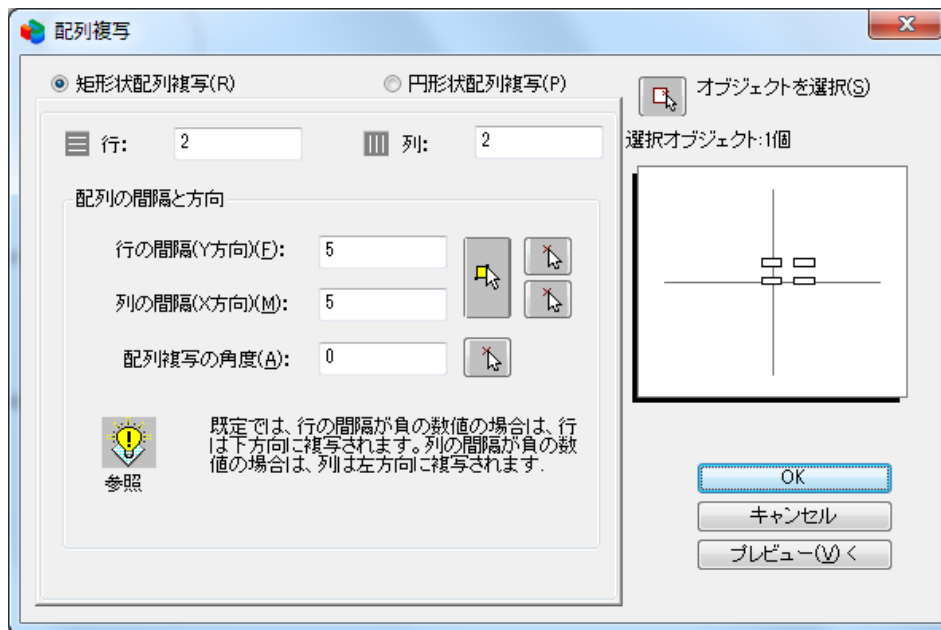 配列複写
矩形状配列複写(R)
円形状配列複写(P)
オブジェクトを選択(S)
行:
2
列:
2
選択オブジェクト:1個
配列の間隔と方向
行の間隔(Y方向)(F):
5
列の間隔(X方向)(M):
5
配列複写の角度(A):
0
既定では、行の間隔が負の数値の場合は、行
は下方向に複写されます。列の間隔が負の数
値の場合は、列は左方向に複写されます.
参照
OK
キャンセル
プレビュー(V) <